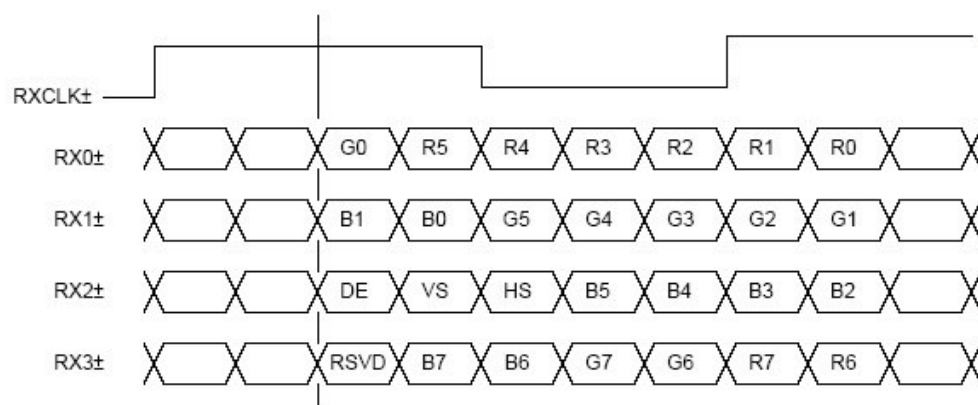 RXCLK±
RX0± G0 R5 R4 R3 R2 R1 R0
RX1± B1 B0 G5 G4 G3 G2 G1
RX2± DE VS HS B5 B4 B3 B2
RX3± RSVD B7 B6 G7 G6 R7 R6